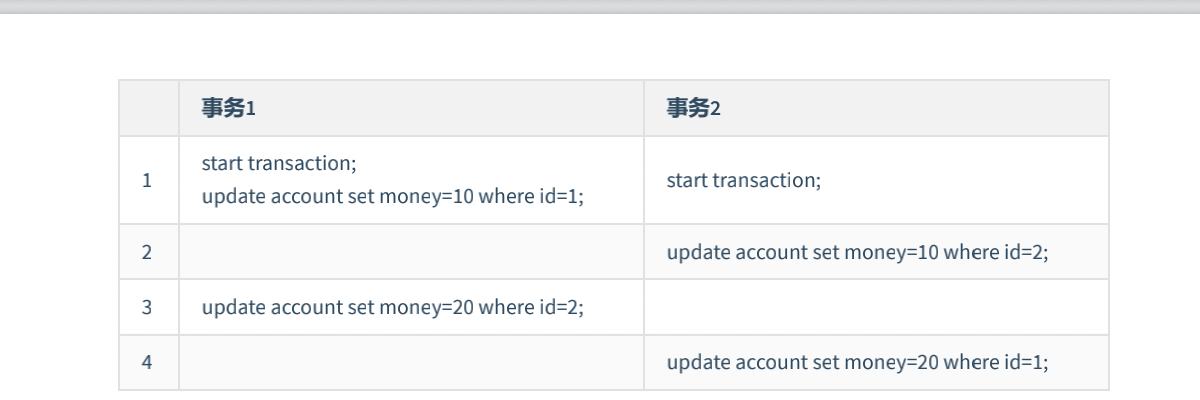 事务1
事务2
1
start transaction;
update account set money=10 where id=1;
start transaction;
2
update account set money=10 where id=2;
3
update account set money=20 where id=2;
4
update account set money=20 where id=1;